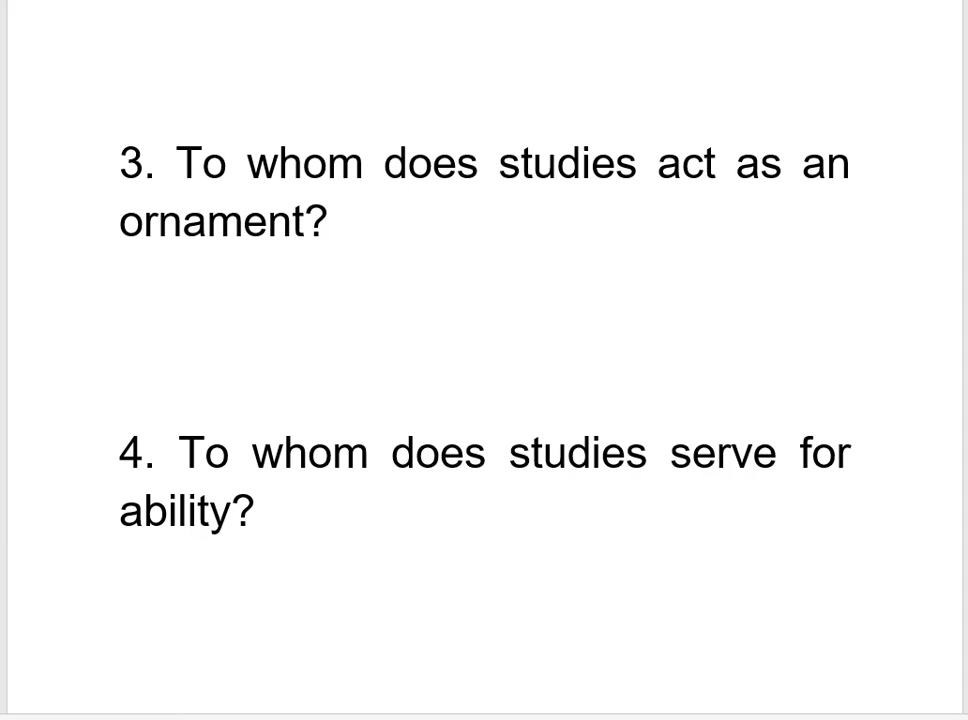 3. To whom does studies act as an
ornament?
4. To whom does studies serve for
ability?